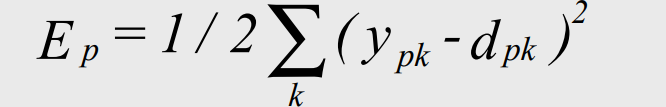 E_p = 1 / 2 ∑_k ( y_pk - d_pk )^2